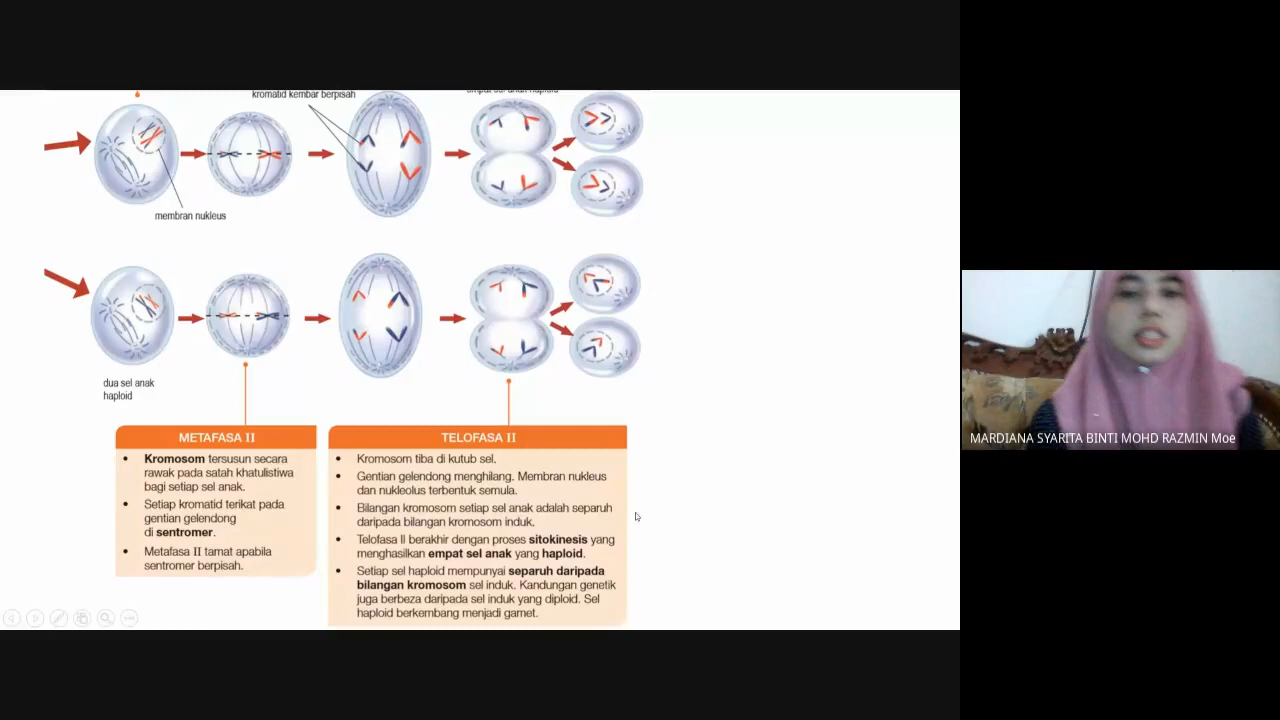 kromatid kembar berpisah
empat sel anak haploid
membran nukleus
dua sel anak
haploid
METAFASA II
• Kromosom tersusun secara
rawak pada satah khatulistiwa
bagi setiap sel anak.
• Setiap kromatid terikat pada
gentian gelendong
di sentromer.
• Metafasa II tamat apabila
sentromer berpisah.
TELOFASA II
• Kromosom tiba di kutub sel.
• Gentian gelendong menghilang. Membran nukleus
dan nukleolus terbentuk semula.
• Bilangan kromosom setiap sel anak adalah separuh
daripada bilangan kromosom induk.
• Telofasa II berakhir dengan proses sitokinesis yang
menghasilkan empat sel anak yang haploid.
• Setiap sel haploid mempunyai separuh daripada
bilangan kromosom sel induk. Kandungan genetik
juga berbeza daripada sel induk yang diploid. Sel
haploid berkembang menjadi gamet.
MARDIANA SYARITA BINTI MOHD RAZMIN Moe